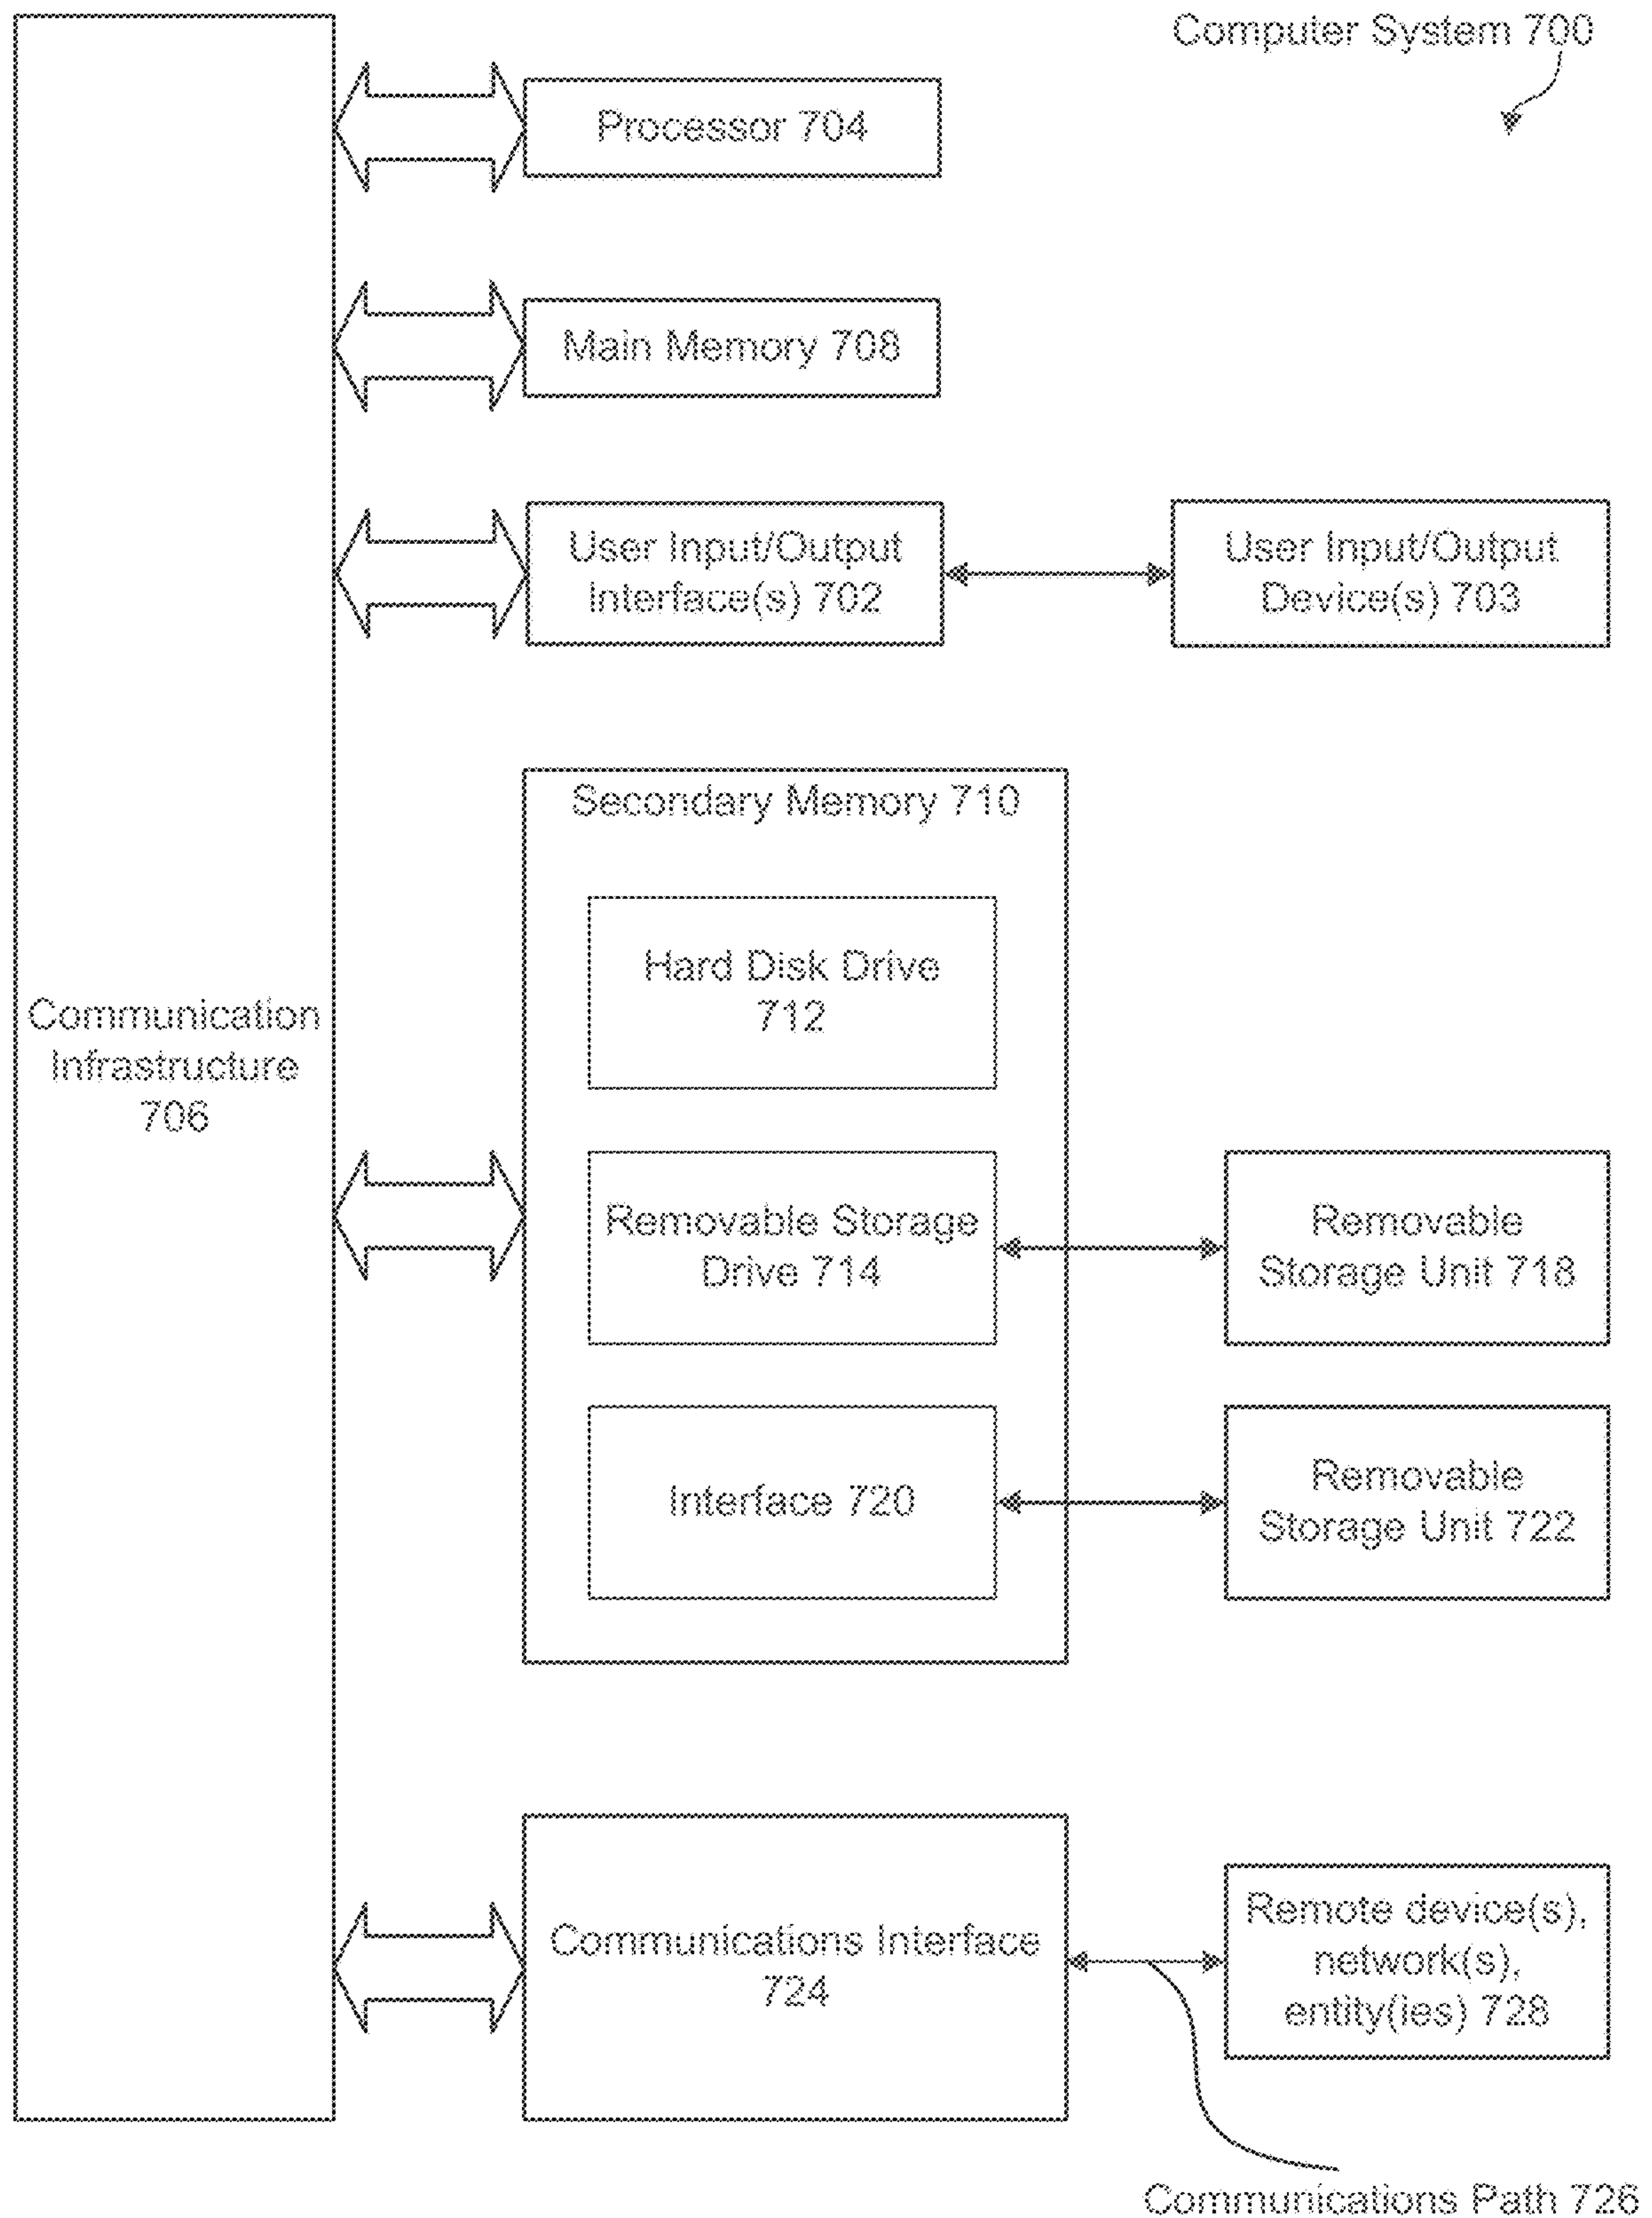 Computer System 700
Processor 704
Main Memory 708
User Input/Output
Interface(s) 702
User Input/Output
Device(s) 703
Secondary Memory 710
Hard Disk Drive
712
Communication
Infrastructure
706
Removable Storage
Drive 714
Removable
Storage Unit 718
Interface 720
Removable
Storage Unit 722
Communications Interface
724
Remote device(s),
network(s),
entity(ies) 728
Communications Path 726